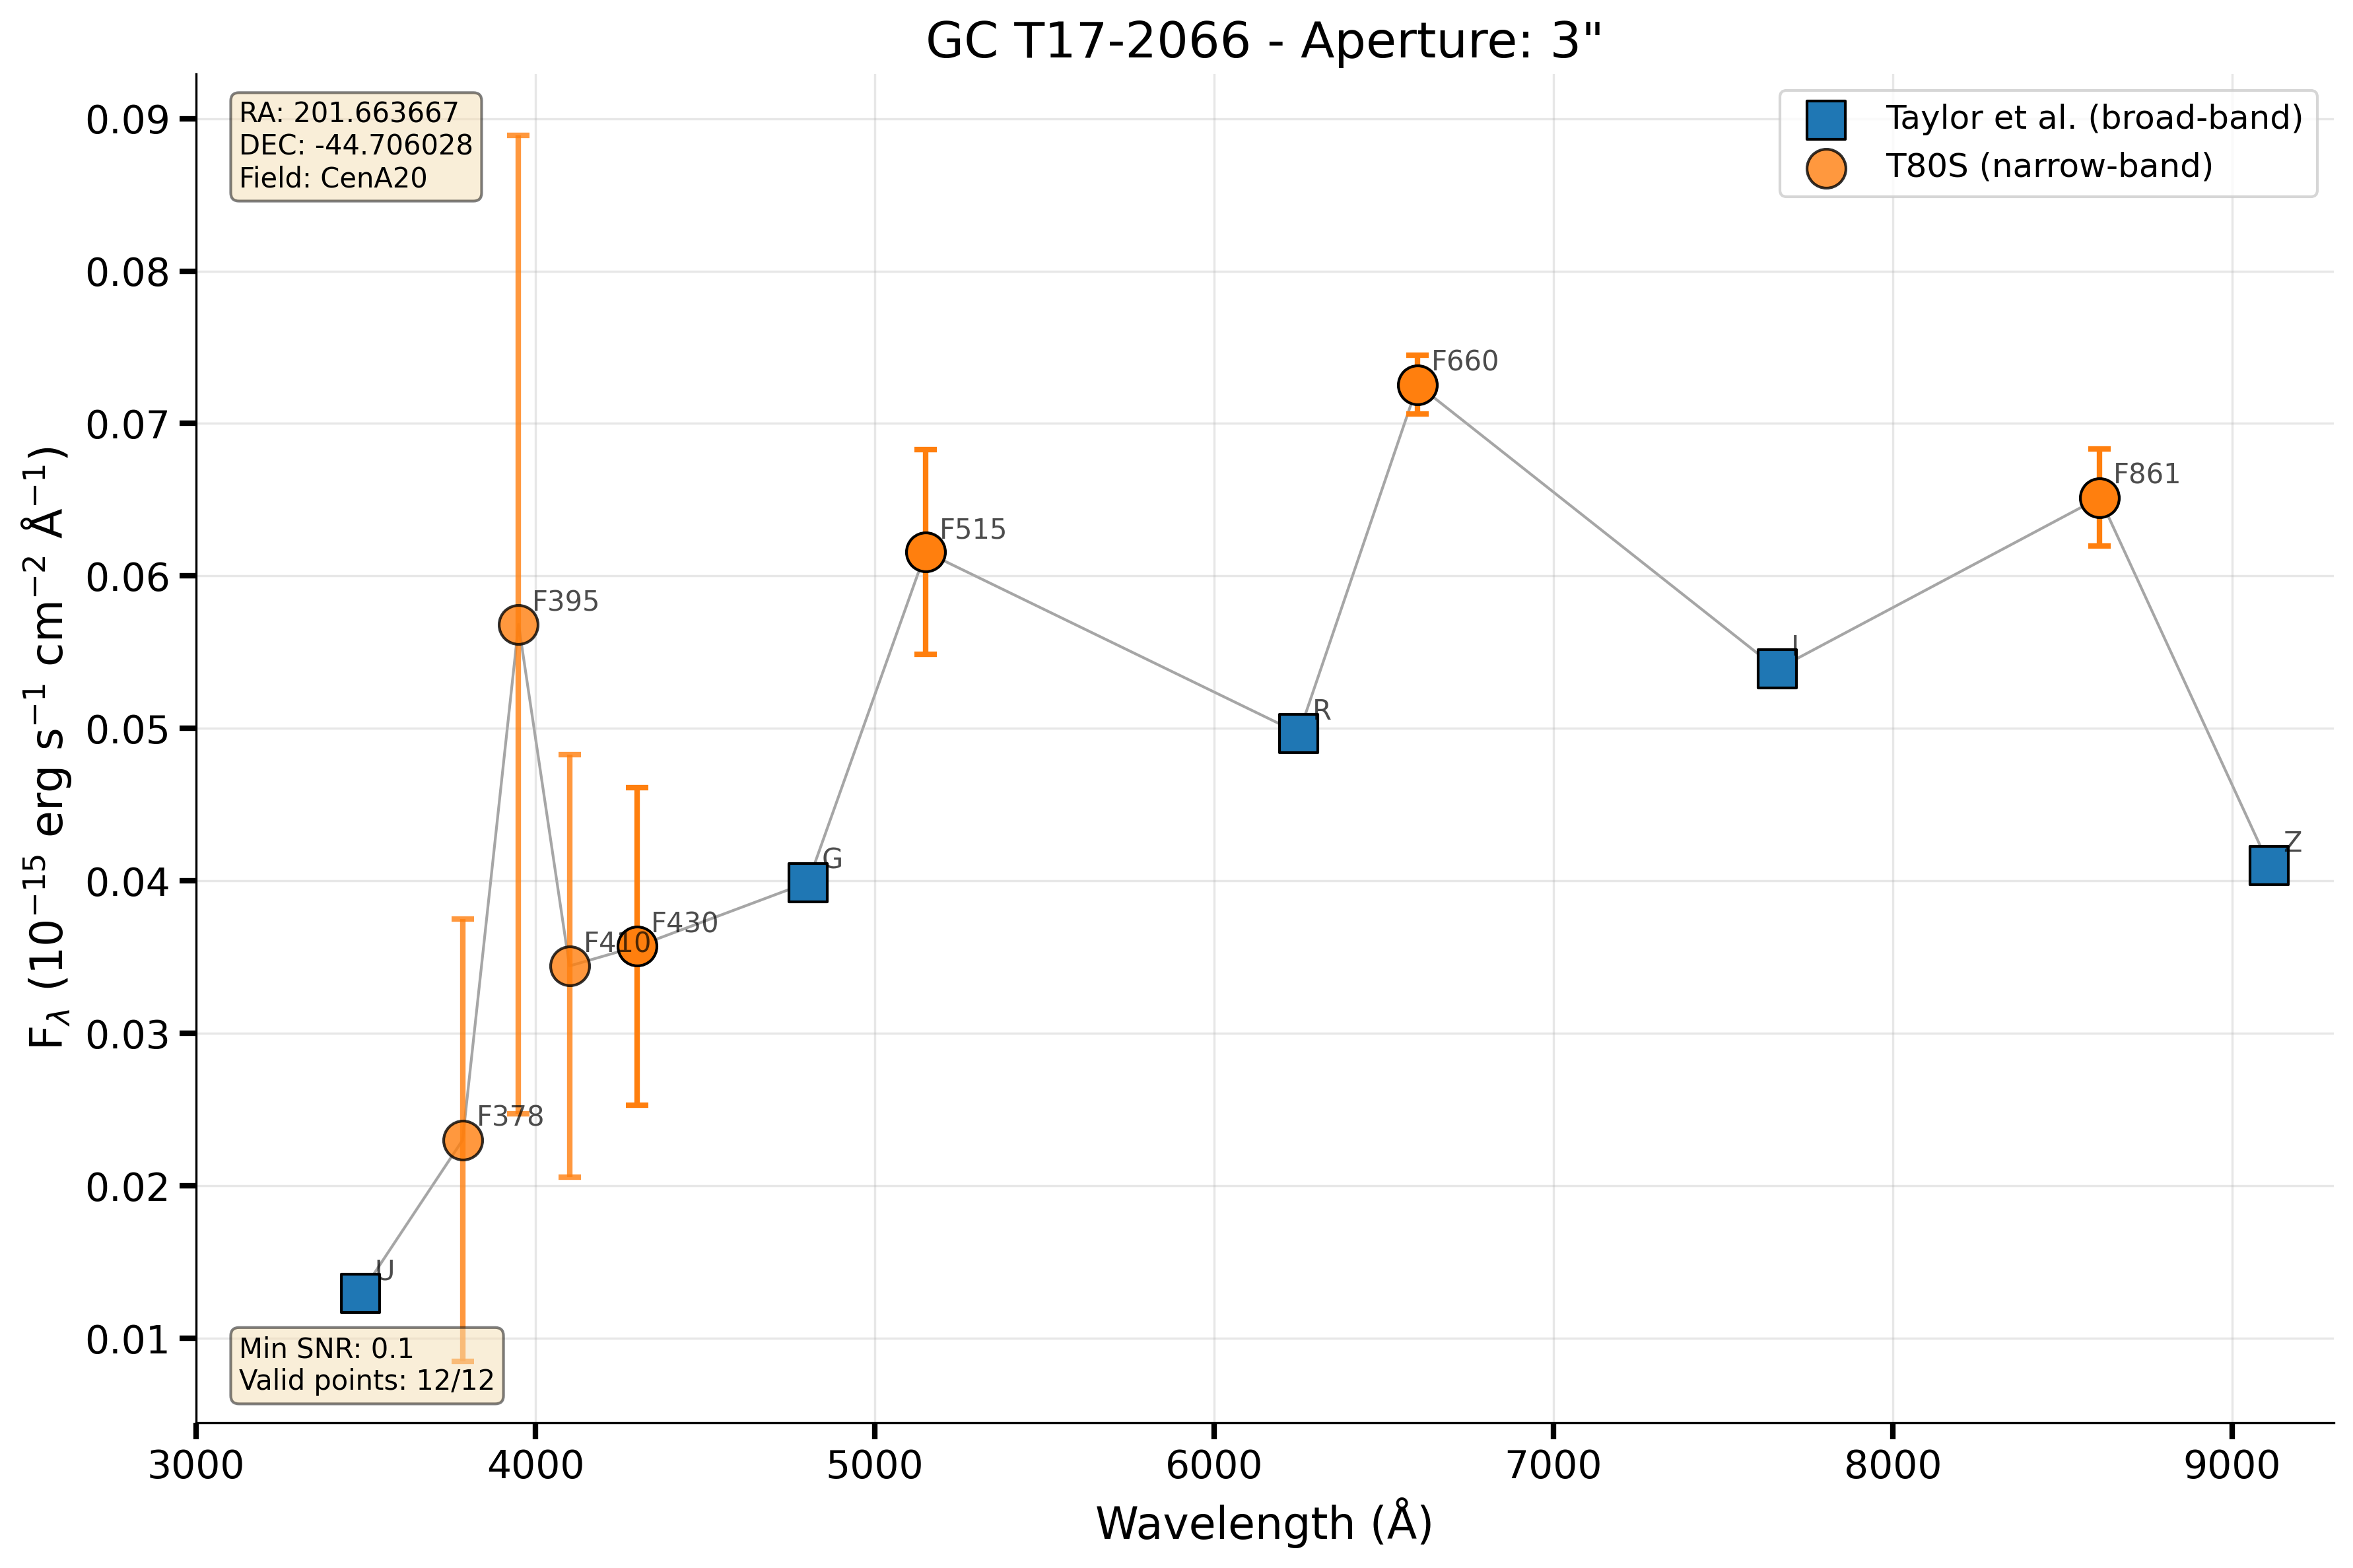 GC T17-2066 - Aperture: 3"
RA: 201.663667
DEC: -44.706028
Field: CenA20
Taylor et al. (broad-band)
T80S (narrow-band)
0.09
0.08
0.07
0.06
0.05
0.04
0.03
0.02
0.01
F_λ (10⁻¹⁵ erg s⁻¹ cm⁻² Å⁻¹)
F660
F861
F515
F395
I
R
G
Z
F410
F430
F378
U
Min SNR: 0.1
Valid points: 12/12
3000
4000
5000
6000
7000
8000
9000
Wavelength (Å)